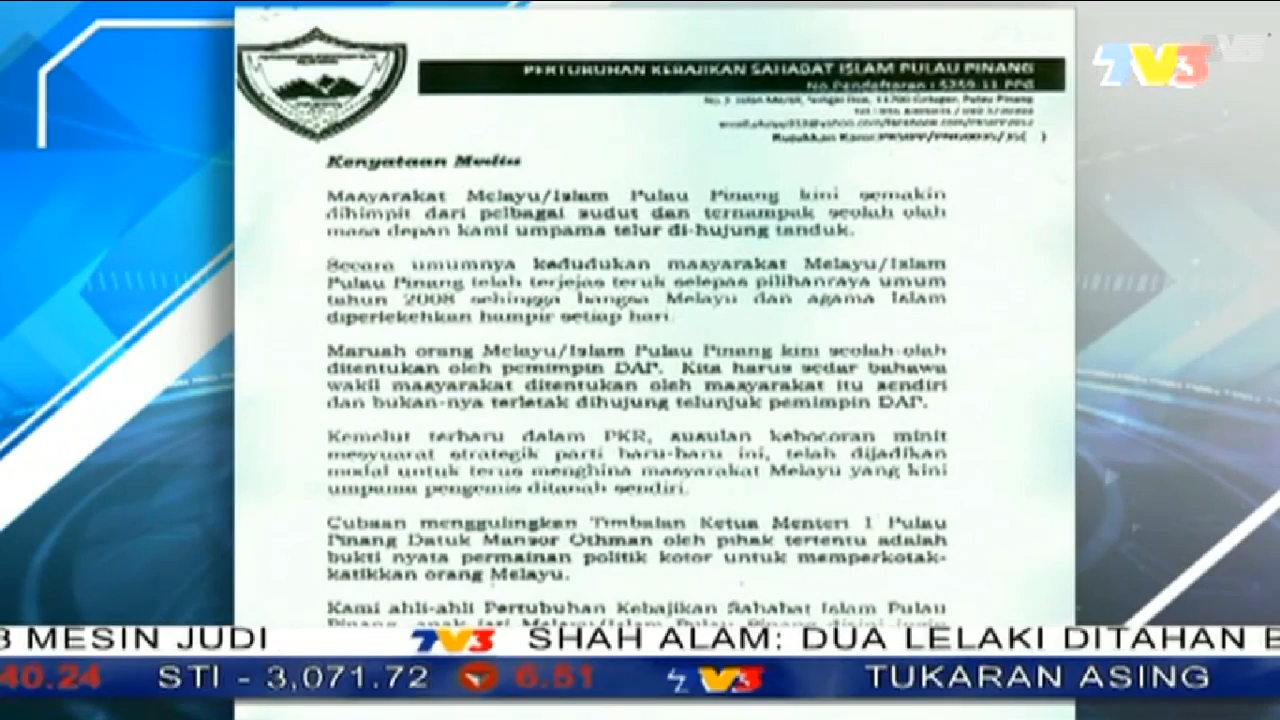 TV3
PERTUBUHAN KEBAJIKAN SAHABAT ISLAM PULAU PINANG
No. Pendaftaran : 5259-11-PPG
Kenyataan Media
Masyarakat Melayu/Islam Pulau Pinang kini semakin
dihimpit dari pelbagai sudut dan ternampak seolah olah
masa depan kami umpama telur di-hujung tanduk.
Secara umumnya kedudukan masyarakat Melayu/Islam
Pulau Pinang telah terjejas teruk selepas pilihanraya umum
tahun 2008 sehingga bangsa Melayu dan agama Islam
diperlekehkan hampir setiap hari.
Maruah orang Melayu/Islam Pulau Pinang kini seolah-olah
ditentukan oleh pemimpin DAP. Kita harus sedar bahawa
wakil masyarakat ditentukan oleh masyarakat itu sendiri
dan bukan-nya terletak dihujung telunjuk pemimpin DAP.
Kemelut terbaru dalam PKR, susulan kebocoran minit
mesyuarat strategik parti baru-baru ini, telah dijadikan
modal untuk terus menghina masyarakat Melayu yang kini
umpama pengemis ditanah sendiri.
Cubaan menggulingkan Timbalan Ketua Menteri 1 Pulau
Pinang Datuk Mansor Othman oleh pihak tertentu adalah
bukti nyata permainan politik kotor untuk memperkotak-
katikkan orang Melayu.
Kami ahli-ahli Pertubuhan Kebajikan Sahabat Islam Pulau
3 MESIN JUDI TV3 SHAH ALAM: DUA LELAKI DITAHAN
40.24 STI - 3,071.72 6.51 TV3 TUKARAN ASING